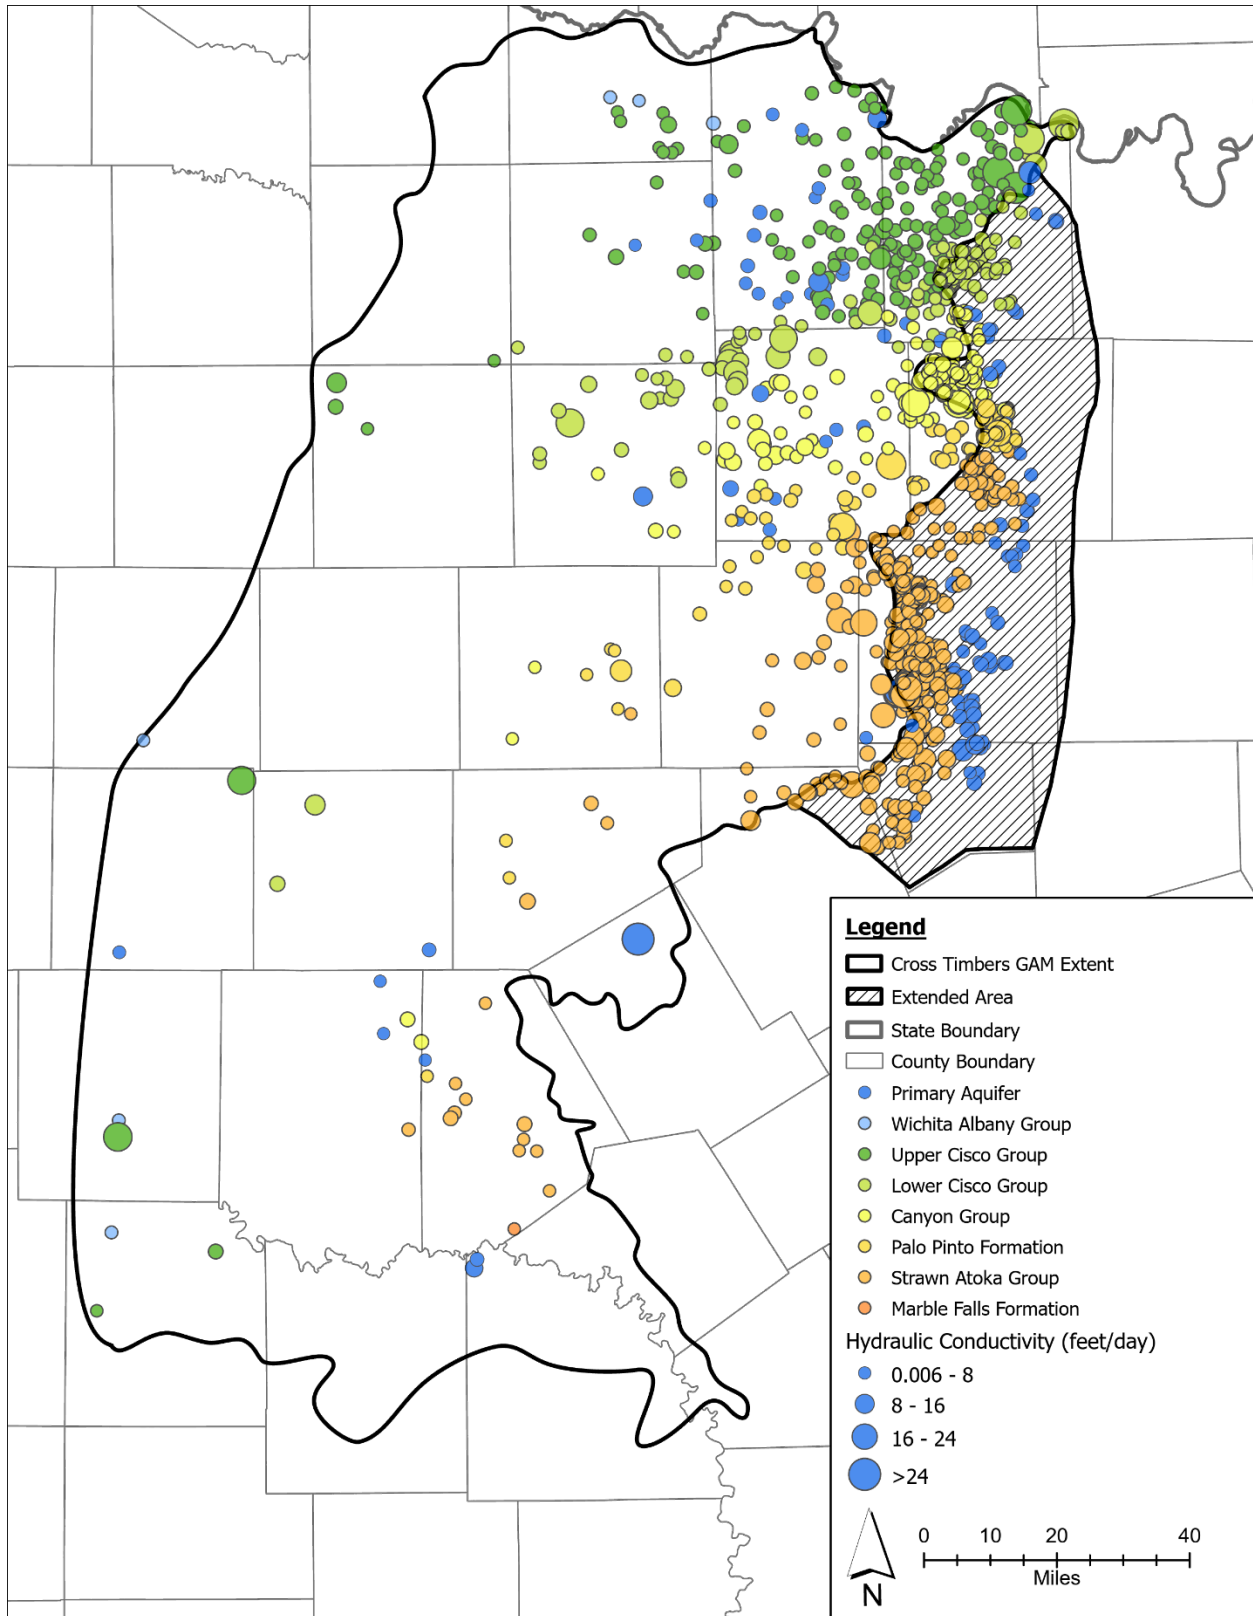 Legend
Cross Timbers GAM Extent
Extended Area
State Boundary
County Boundary
Primary Aquifer
Wichita Albany Group
Upper Cisco Group
Lower Cisco Group
Canyon Group
Palo Pinto Formation
Strawn Atoka Group
Marble Falls Formation
Hydraulic Conductivity (feet/day)
0.006 - 8
8 - 16
16 - 24
>24
N
0 10 20 40
Miles